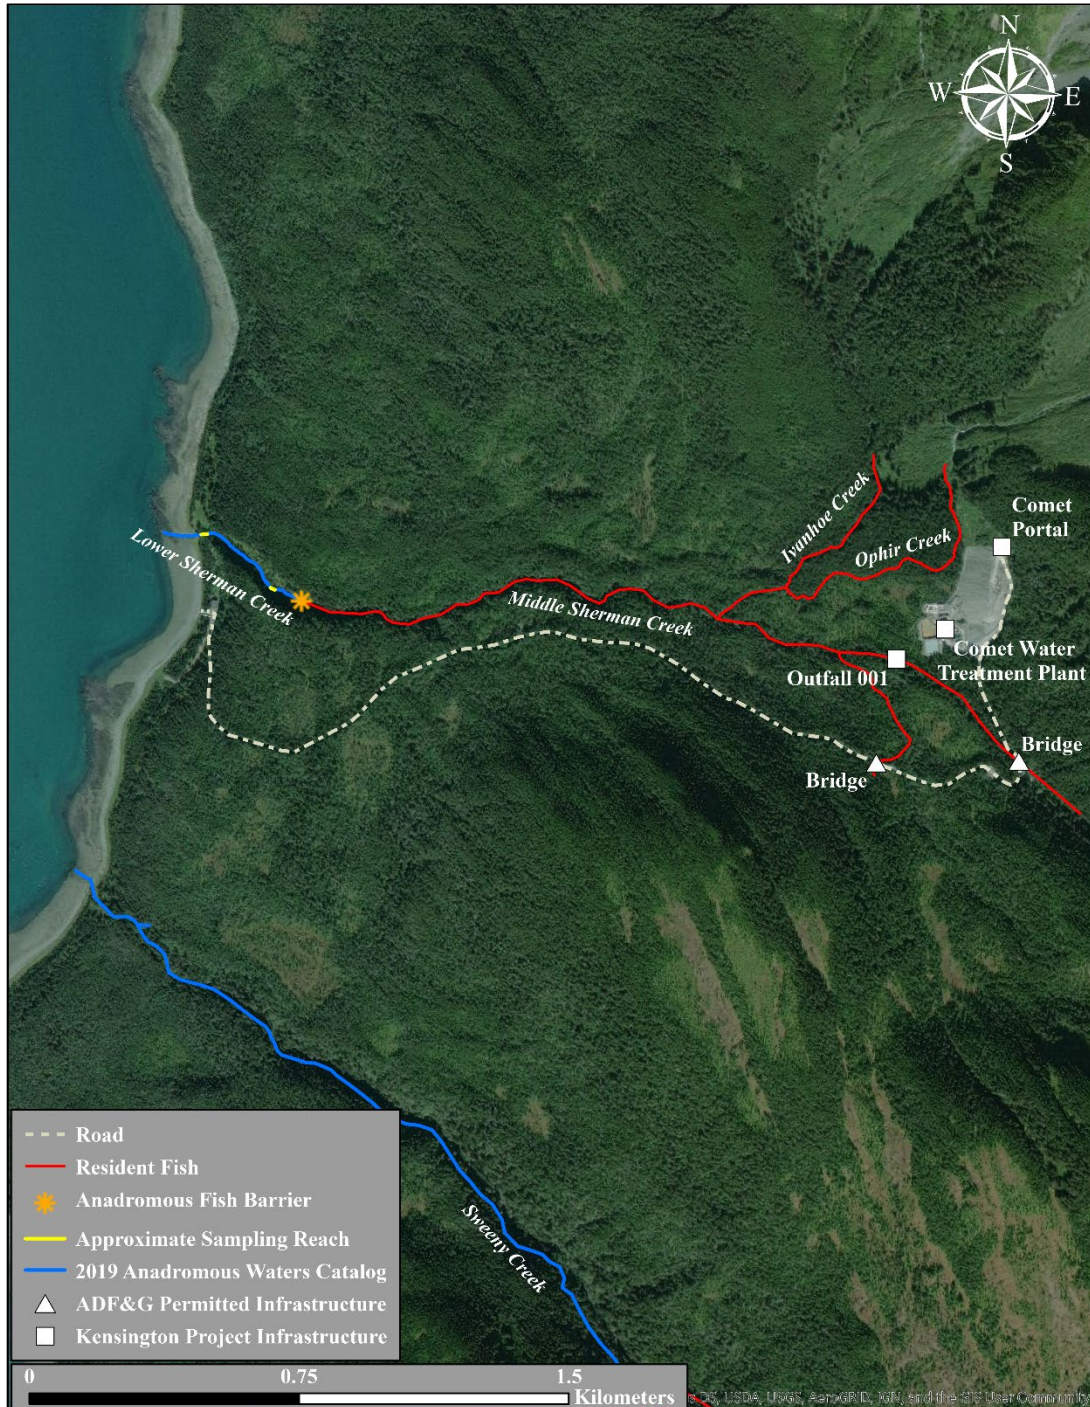 N
W
E
S
Ivanhoe Creek
Ophir Creek
Comet
Portal
Lower Sherman Creek
Middle Sherman Creek
Comet Water
Treatment Plant
Outfall 001
Bridge
Bridge
Road
Resident Fish
Anadromous Fish Barrier
Approximate Sampling Reach
2019 Anadromous Waters Catalog
ADF&G Permitted Infrastructure
Kensington Project Infrastructure
Sweeny Creek
0
0.75
1.5
Kilometers
USDA, USGS, AeroGRID, IGN, and the GIS User Community